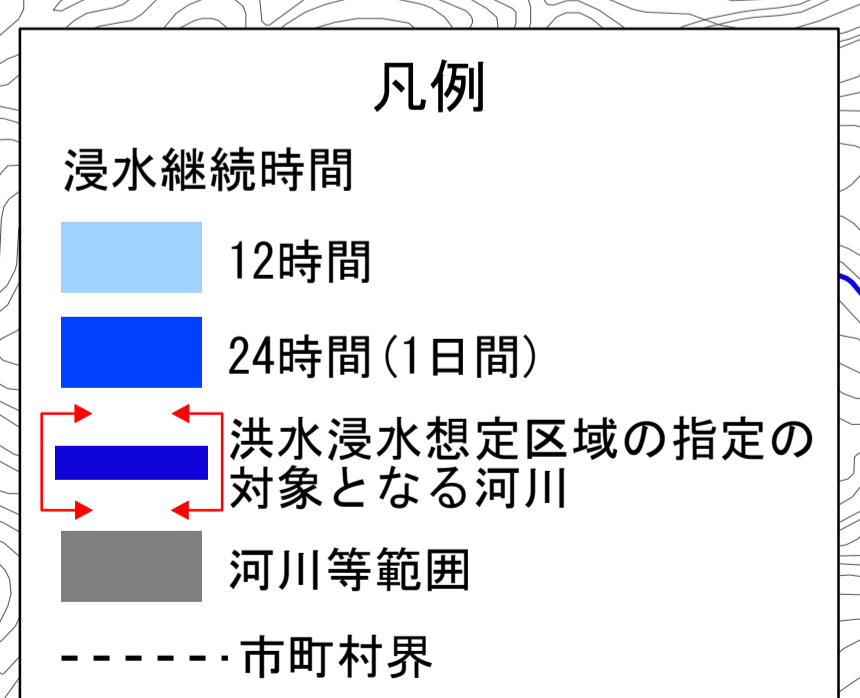 凡例
浸水継続時間
12時間
24時間(1日間)
洪水浸水想定区域の指定の
対象となる河川
河川等範囲
市町村界